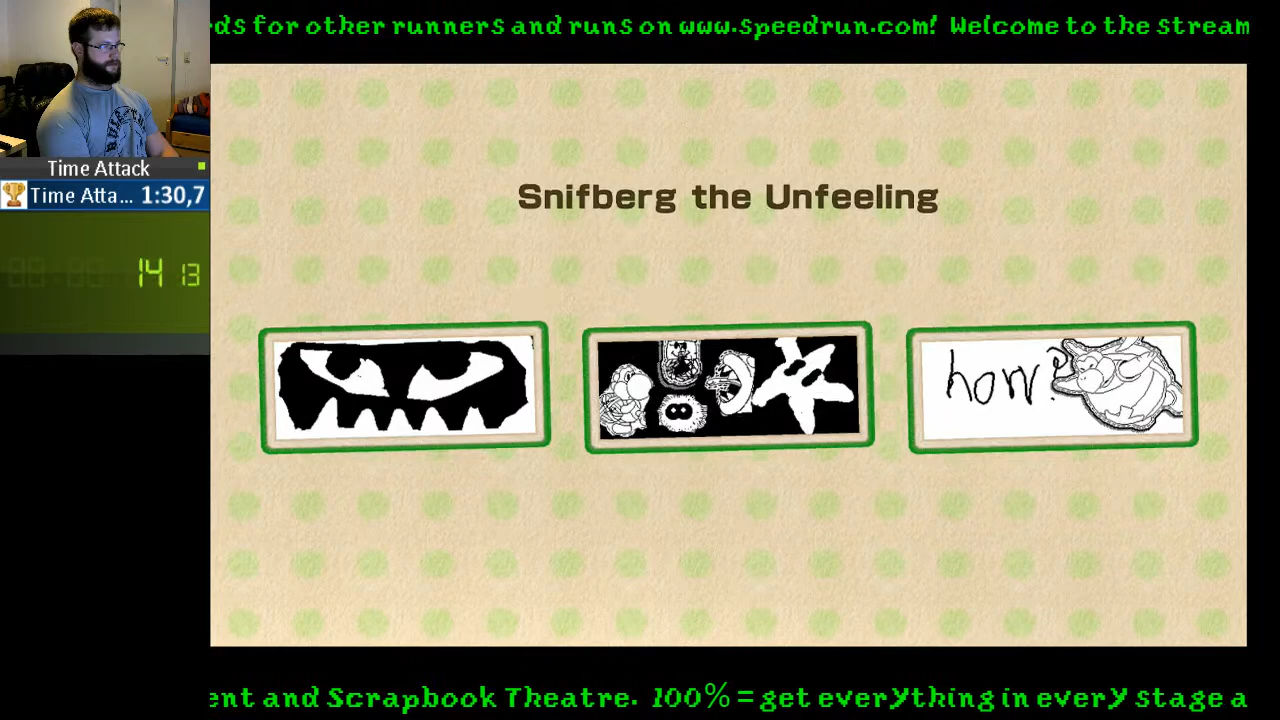 rds for other runners and runs on www.speedrun.com! Welcome to the stream
Time Attack
Time Atta... 1:30,7
14 13
Snifberg the Unfeeling
how?
ent and Scrapbook Theatre. 100% = get everything in every stage a